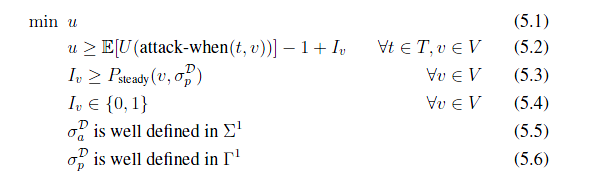 min u (5.1)
u ≥ 𝔼[U(attack-when(t, v))] − 1 + I_v ∀t ∈ T, v ∈ V (5.2)
I_v ≥ P_steady(v, σ_p^𝒟) ∀v ∈ V (5.3)
I_v ∈ {0, 1} ∀v ∈ V (5.4)
σ_a^𝒟 is well defined in Σ^1 (5.5)
σ_p^𝒟 is well defined in Γ^1 (5.6)